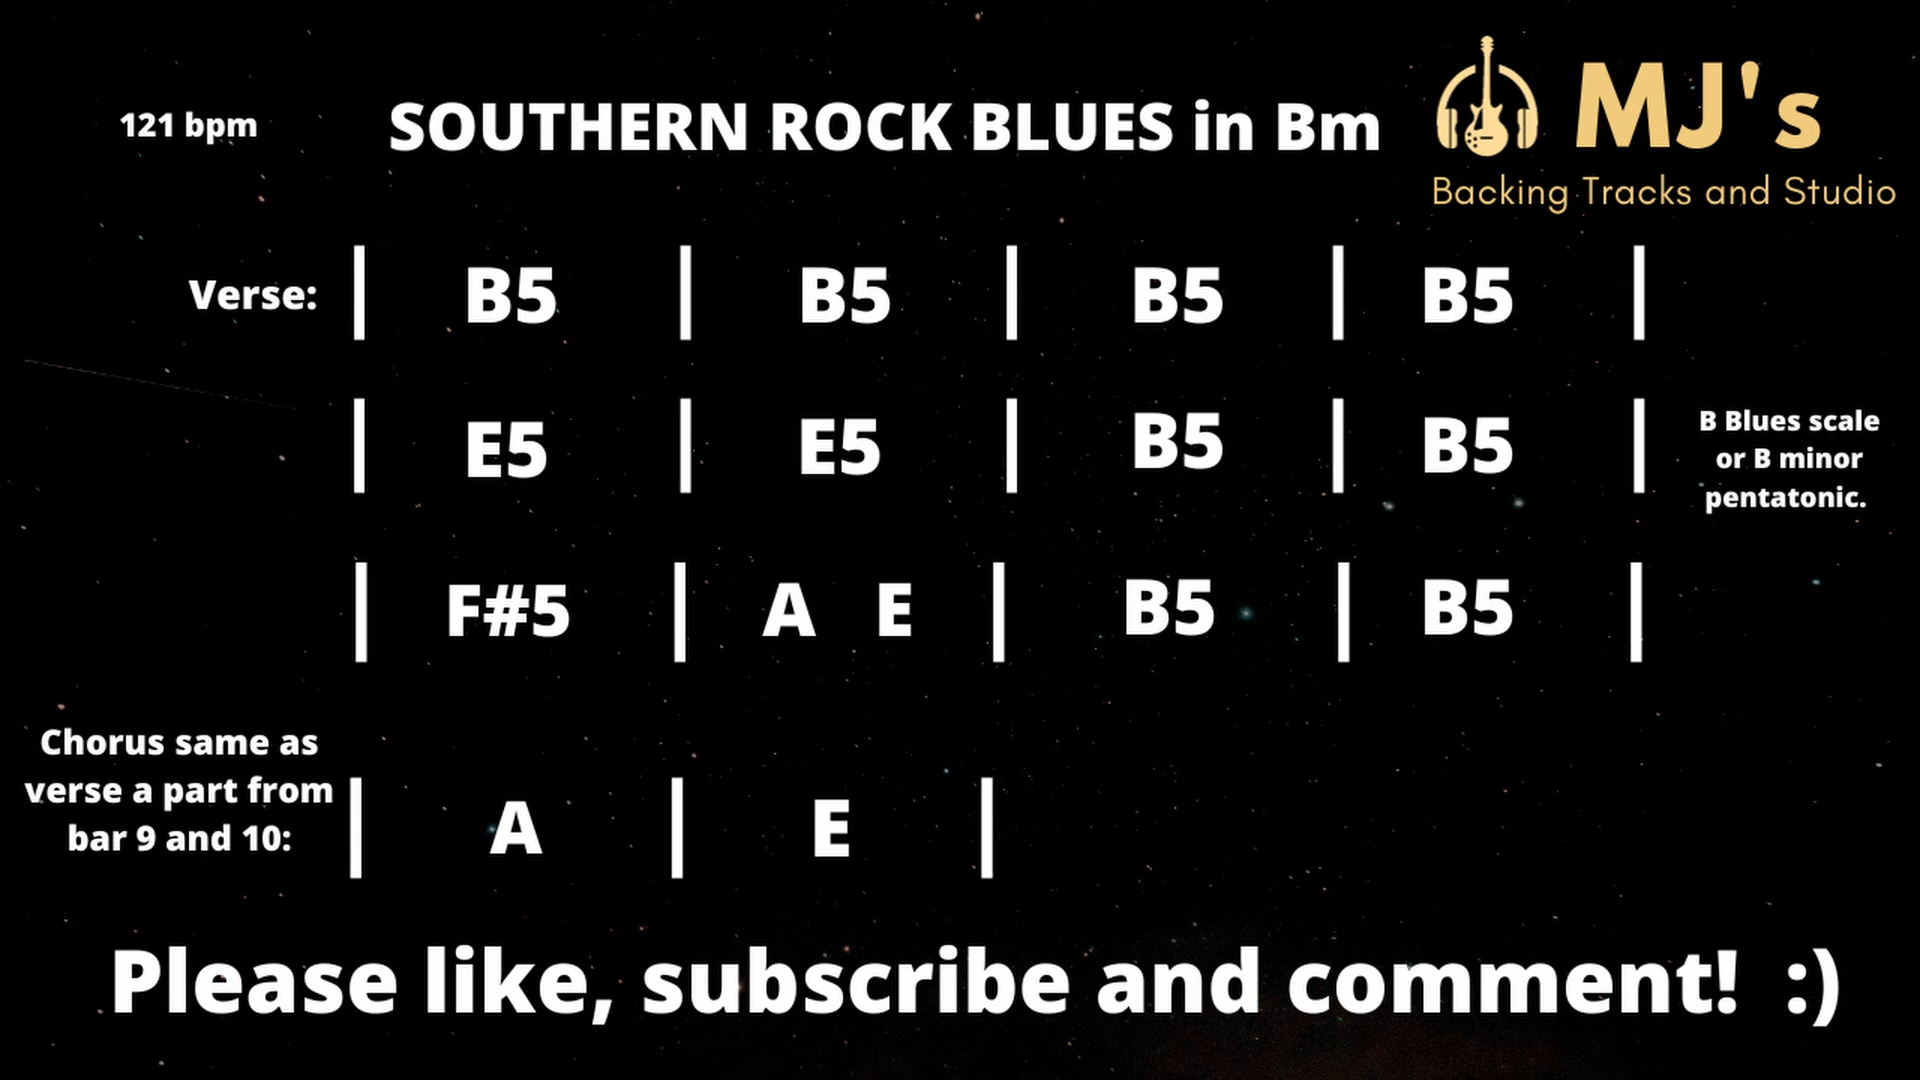 121 bpm
SOUTHERN ROCK BLUES in Bm
MJ's
Backing Tracks and Studio
Verse: | B5 | B5 | B5 | B5 |
| E5 | E5 | B5 | B5 |
B Blues scale
or B minor
pentatonic.
| F#5 | A E | B5 | B5 |
Chorus same as
verse a part from
bar 9 and 10:
| A | E |
Please like, subscribe and comment! :)